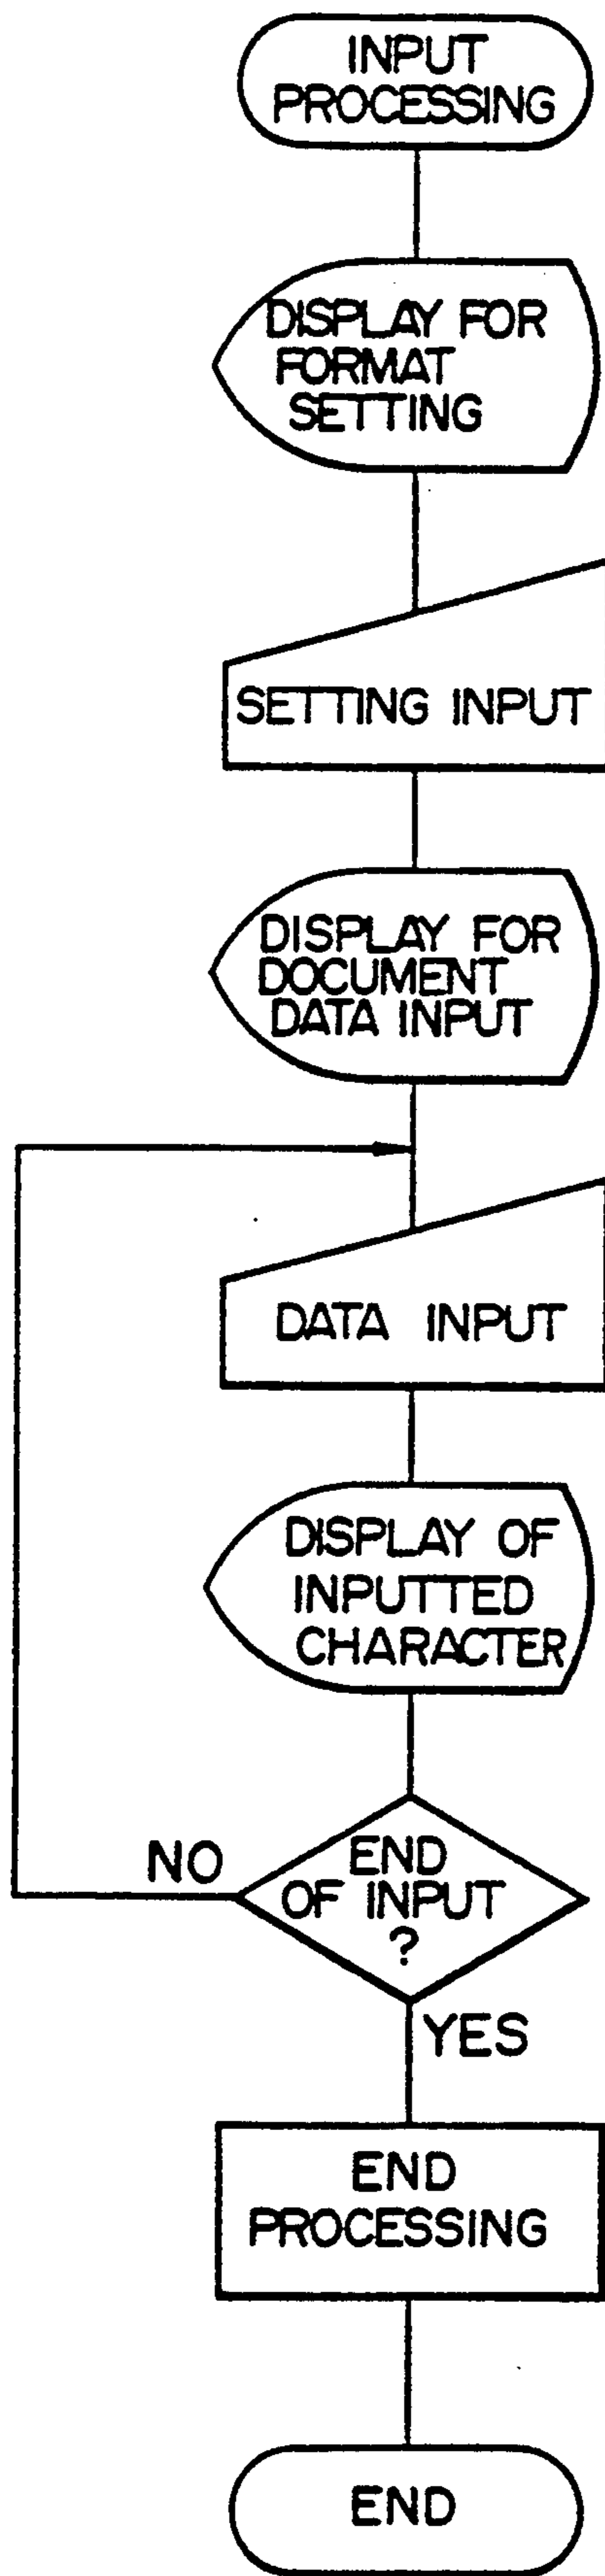 INPUT
PROCESSING
DISPLAY FOR
FORMAT
SETTING
SETTING INPUT
DISPLAY FOR
DOCUMENT
DATA INPUT
DATA INPUT
DISPLAY OF
INPUTTED
CHARACTER
NO
END
OF INPUT
?
YES
END
PROCESSING
END